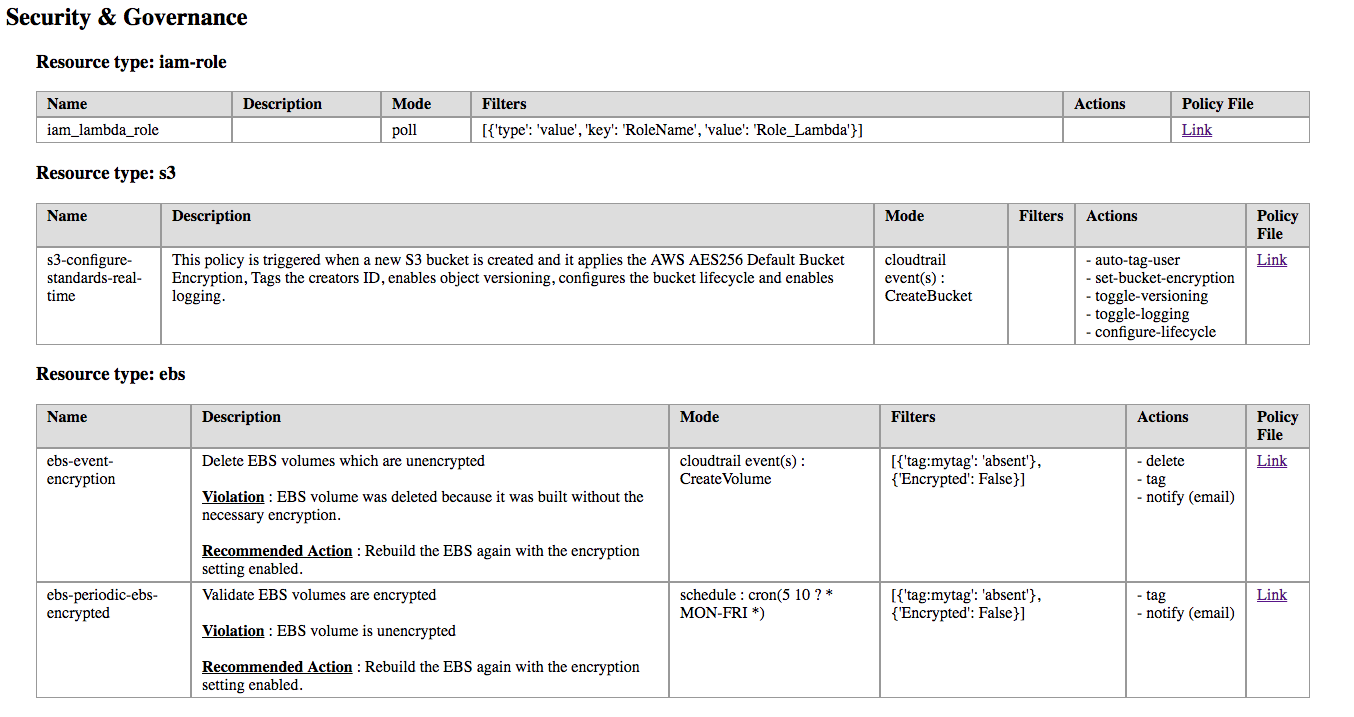 Security & Governance
Resource type: iam-role
Name Description Mode Filters Actions Policy File
iam_lambda_role poll [{'type': 'value', 'key': 'RoleName', 'value': 'Role_Lambda'}] Link
Resource type: s3
Name Description Mode Filters Actions Policy
File
s3-configure- This policy is triggered when a new S3 bucket is created and it applies the AWS AES256 Default Bucket cloudtrail - auto-tag-user Link
standards-real- Encryption, Tags the creators ID, enables object versioning, configures the bucket lifecycle and enables event(s) : - set-bucket-encryption
time logging. CreateBucket - toggle-versioning
- toggle-logging
- configure-lifecycle
Resource type: ebs
Name Description Mode Filters Actions Policy
File
ebs-event- Delete EBS volumes which are unencrypted cloudtrail event(s) : [{'tag:mytag': 'absent'}, - delete Link
encryption CreateVolume {'Encrypted': False}] - tag
Violation : EBS volume was deleted because it was built without the - notify (email)
necessary encryption.
Recommended Action : Rebuild the EBS again with the encryption
setting enabled.
ebs-periodic-ebs- Validate EBS volumes are encrypted schedule : cron(5 10 ? * [{'tag:mytag': 'absent'}, - tag Link
encrypted MON-FRI *) {'Encrypted': False}] - notify (email)
Violation : EBS volume is unencrypted
Recommended Action : Rebuild the EBS again with the encryption
setting enabled.